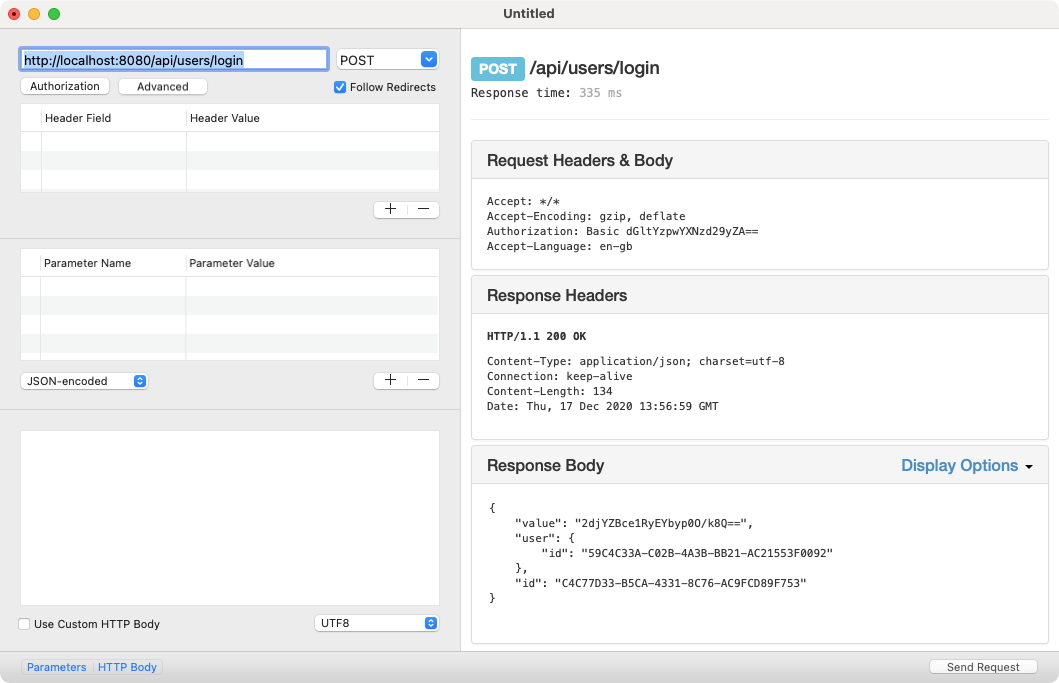 Untitled
http://localhost:8080/api/users/login
POST
Authorization
Advanced
Follow Redirects
Header Field
Header Value
Parameter Name
Parameter Value
JSON-encoded
Use Custom HTTP Body
UTF8
Parameters
HTTP Body
POST /api/users/login
Response time: 335 ms
Request Headers & Body
Accept: */*
Accept-Encoding: gzip, deflate
Authorization: Basic dGltYzpwYXNzd29yZA==
Accept-Language: en-gb
Response Headers
HTTP/1.1 200 OK
Content-Type: application/json; charset=utf-8
Connection: keep-alive
Content-Length: 134
Date: Thu, 17 Dec 2020 13:56:59 GMT
Response Body
Display Options
{
"value": "2djYZBce1RyEYbyp0O/k8Q==",
"user": {
"id": "59C4C33A-C02B-4A3B-BB21-AC21553F0092"
},
"id": "C4C77D33-B5CA-4331-8C76-AC9FCD89F753"
}
Send Request